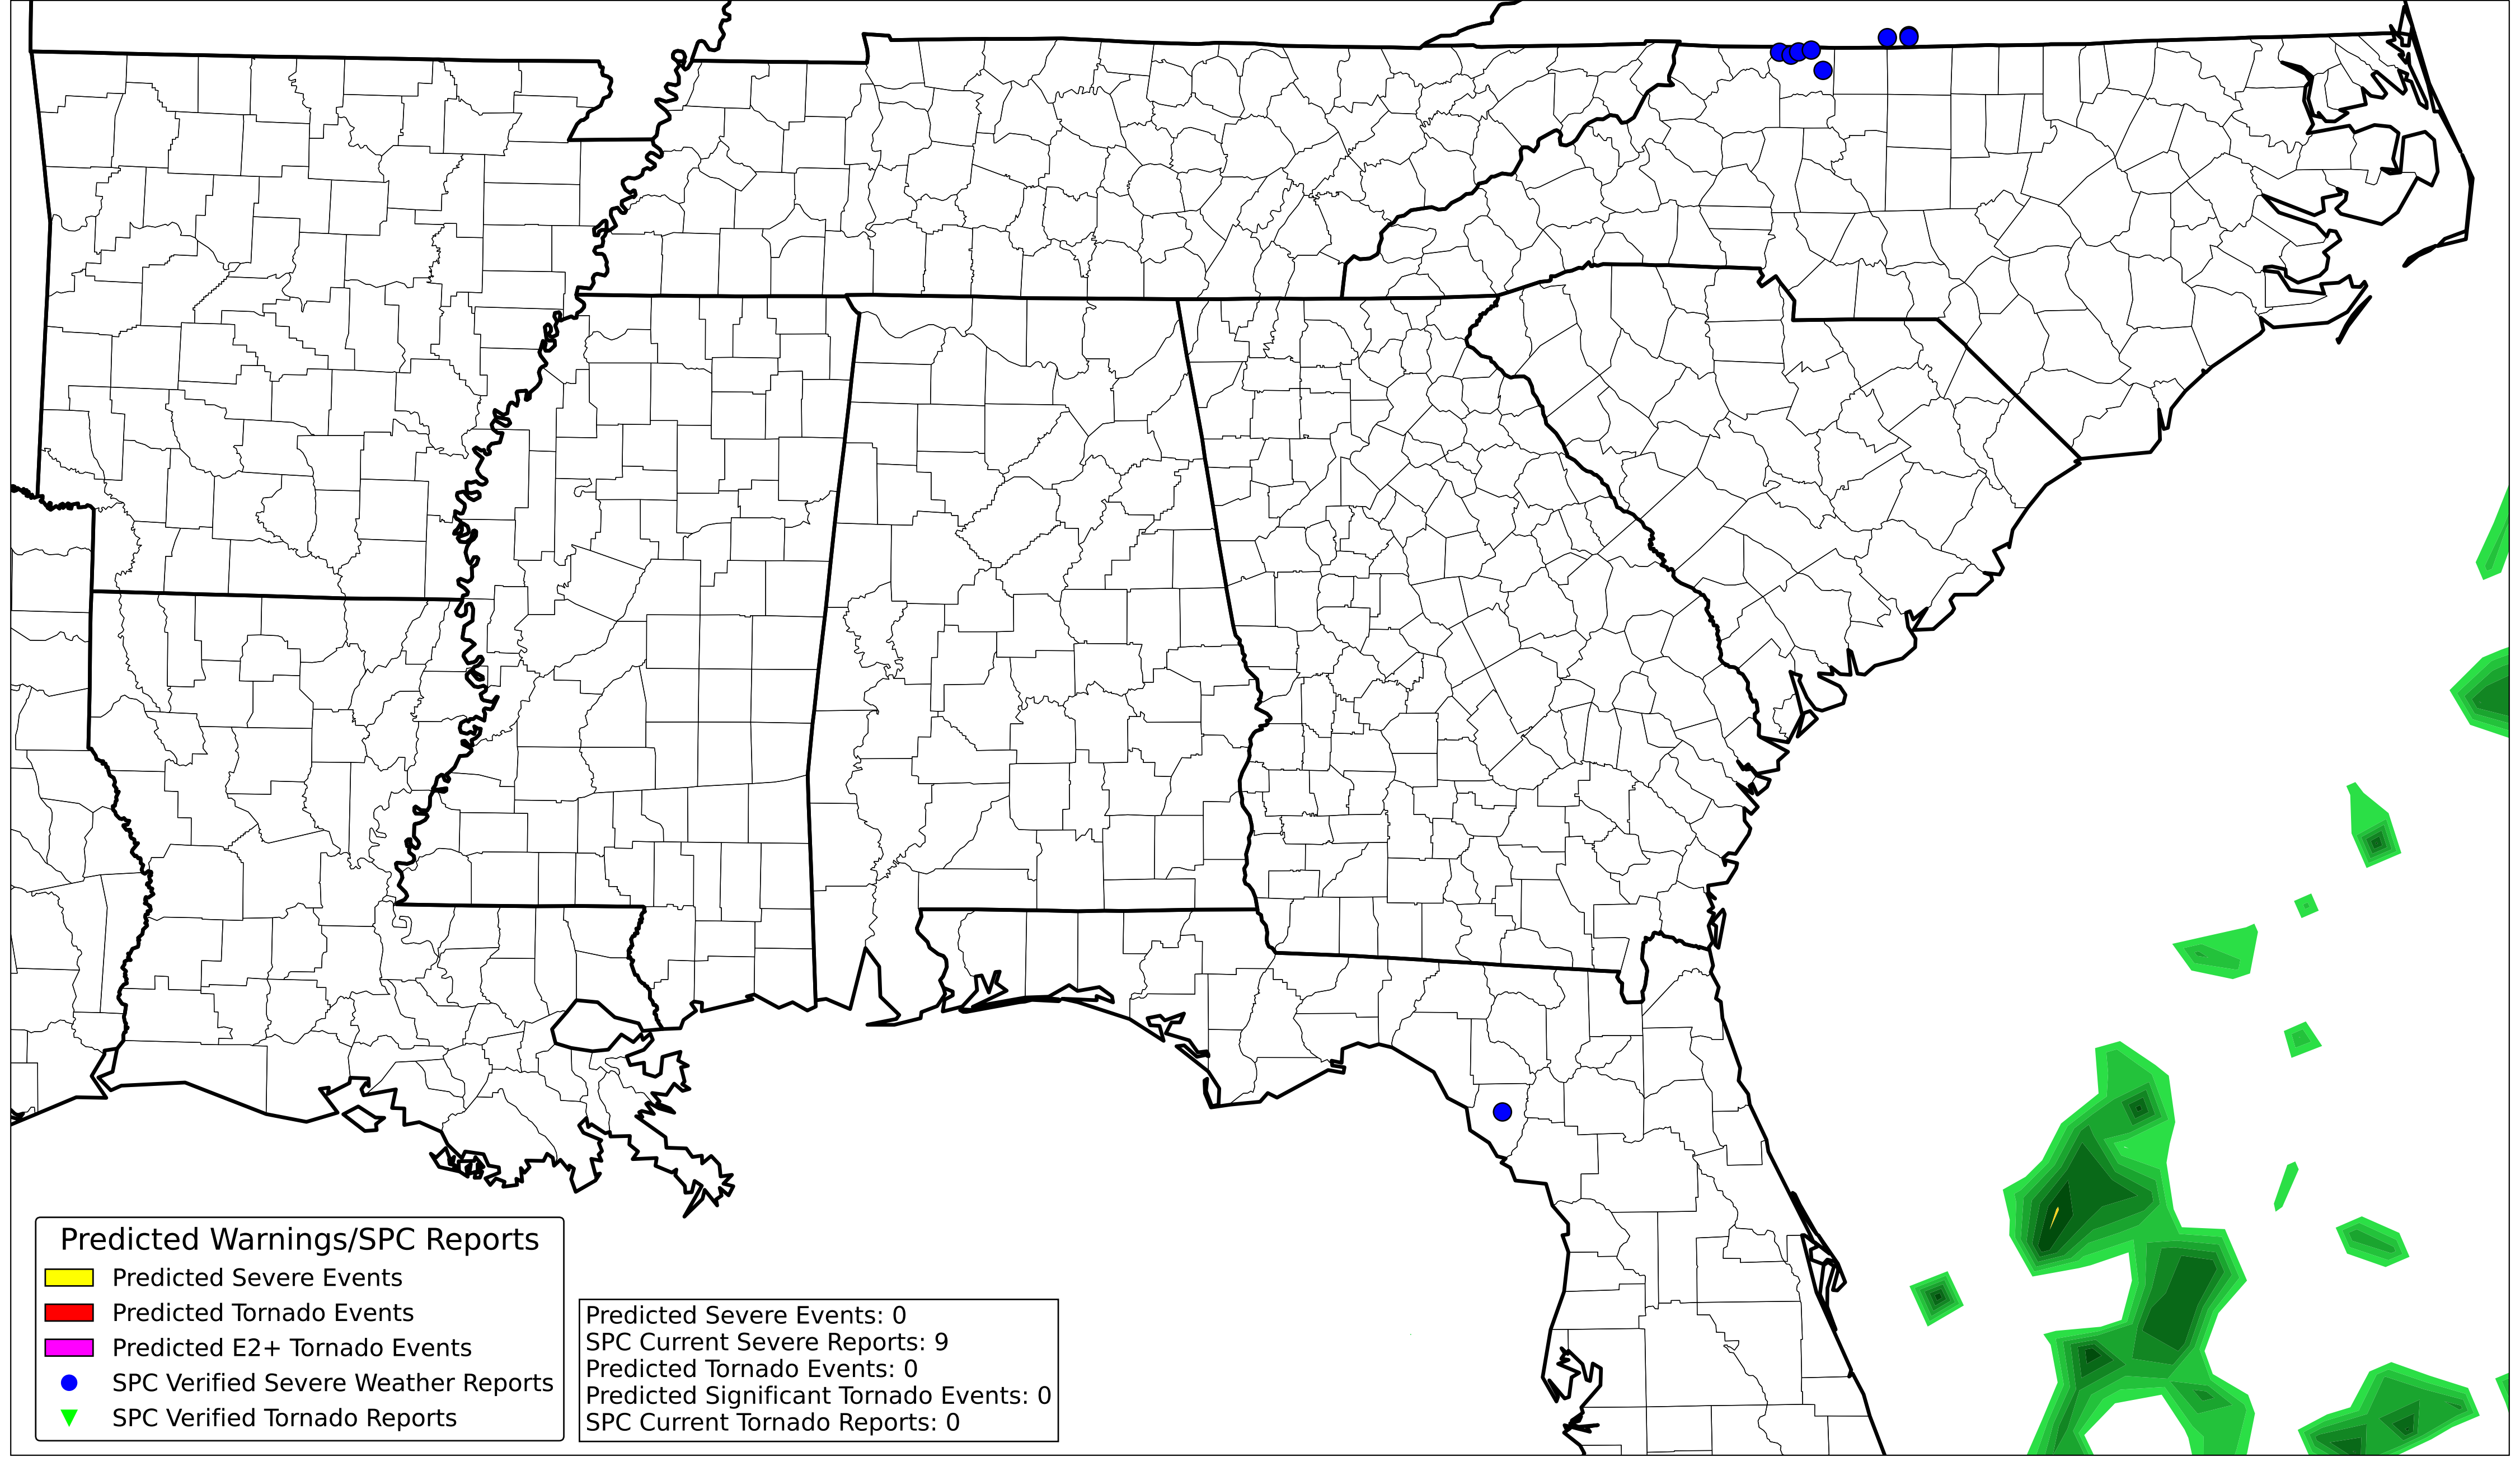 Predicted Warnings/SPC Reports
Predicted Severe Events
Predicted Tornado Events
Predicted E2+ Tornado Events
SPC Verified Severe Weather Reports
SPC Verified Tornado Reports
Predicted Severe Events: 0
SPC Current Severe Reports: 9
Predicted Tornado Events: 0
Predicted Significant Tornado Events: 0
SPC Current Tornado Reports: 0